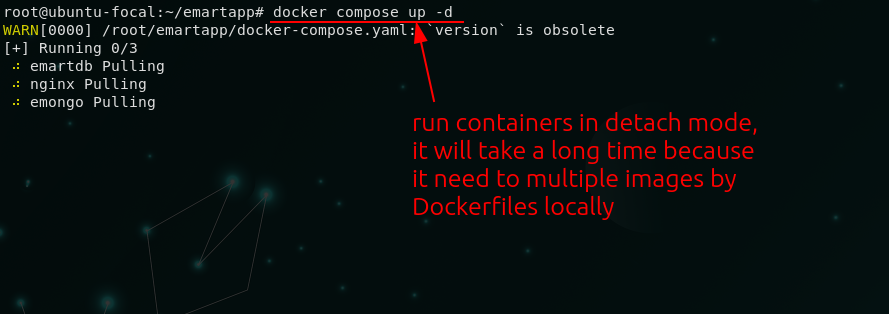 root@ubuntu-focal:~/emartapp# docker compose up -d
WARN[0000] /root/emartapp/docker-compose.yaml: `version` is obsolete
[+] Running 0/3
⠼ emartdb Pulling
⠼ nginx Pulling
⠼ emongo Pulling
run containers in detach mode,
it will take a long time because
it need to multiple images by
Dockerfiles locally